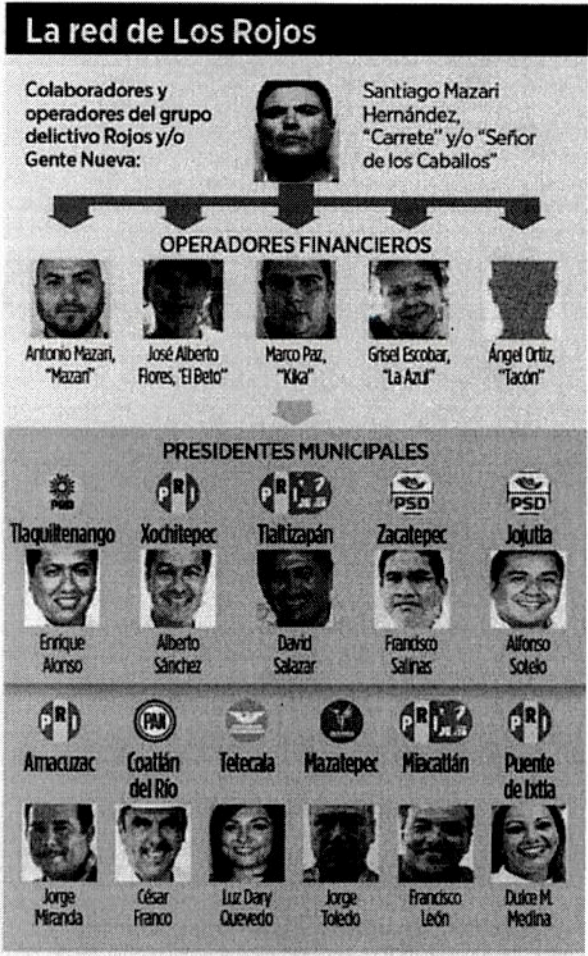 La red de Los Rojos
Colaboradores y
operadores del grupo
delictivo Rojos y/o
Gente Nueva:
Santiago Mazari
Hernández,
"Carrete" y/o "Señor
de los Caballos"
OPERADORES FINANCIEROS
Antonio Mazari,
"Mazari"
José Alberto
Flores, "El Beto"
Marco Paz,
"Kika"
Grisel Escobar,
"La Azul"
Ángel Ortiz,
"Tacón"
PRESIDENTES MUNICIPALES
PRD
Tlaquiltenango
Enrique
Alonso
PRI
Xochitepec
Alberto
Sánchez
PRI
Tlaltizapán
David
Salazar
PSD
Zacatepec
Francisco
Salinas
PSD
Jojutla
Alfonso
Sotelo
PRI
Amacuzac
Jorge
Miranda
PAN
Coatlán
del Río
César
Franco
Tetecala
Luz Dary
Quevedo
Mazatepec
Jorge
Toledo
PRI
Miacatlán
Francisco
León
PRI
Puente
de Ixtla
Dulce M.
Medina